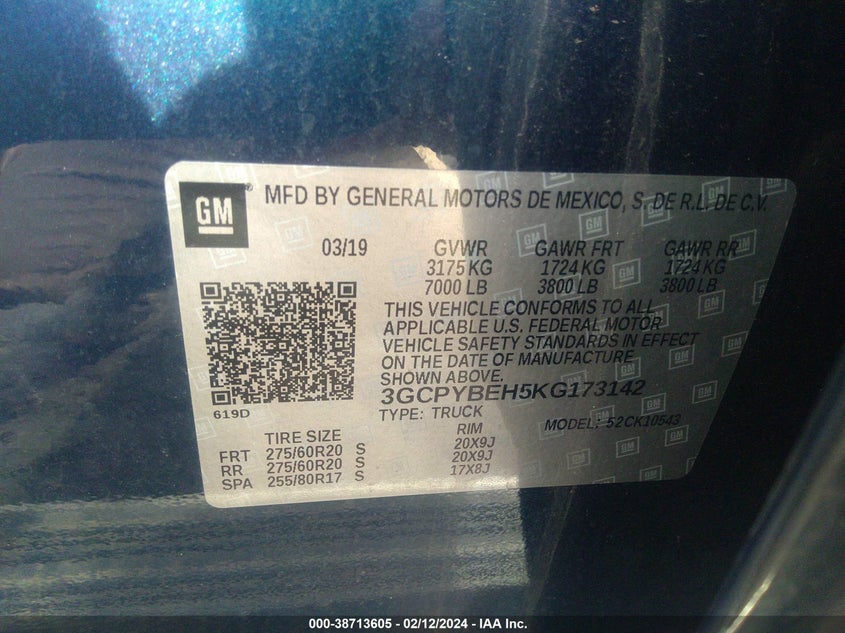 GM ® MFD BY GENERAL MOTORS DE MEXICO, S. DE R.L. DE C.V.
03/19 GVWR GAWR FRT GAWR RR
3175 KG 1724 KG 1724 KG
7000 LB 3800 LB 3800 LB
THIS VEHICLE CONFORMS TO ALL
APPLICABLE U.S. FEDERAL MOTOR
VEHICLE SAFETY STANDARDS IN EFFECT
ON THE DATE OF MANUFACTURE
SHOWN ABOVE.
3GCPYBEH5KG173142
619D TYPE: TRUCK MODEL: 52CK10543
TIRE SIZE RIM
FRT 275/60R20 S 20X9J
RR 275/60R20 S 20X9J
SPA 255/80R17 S 17X8J
000-38713605 - 02/12/2024 - IAA Inc.